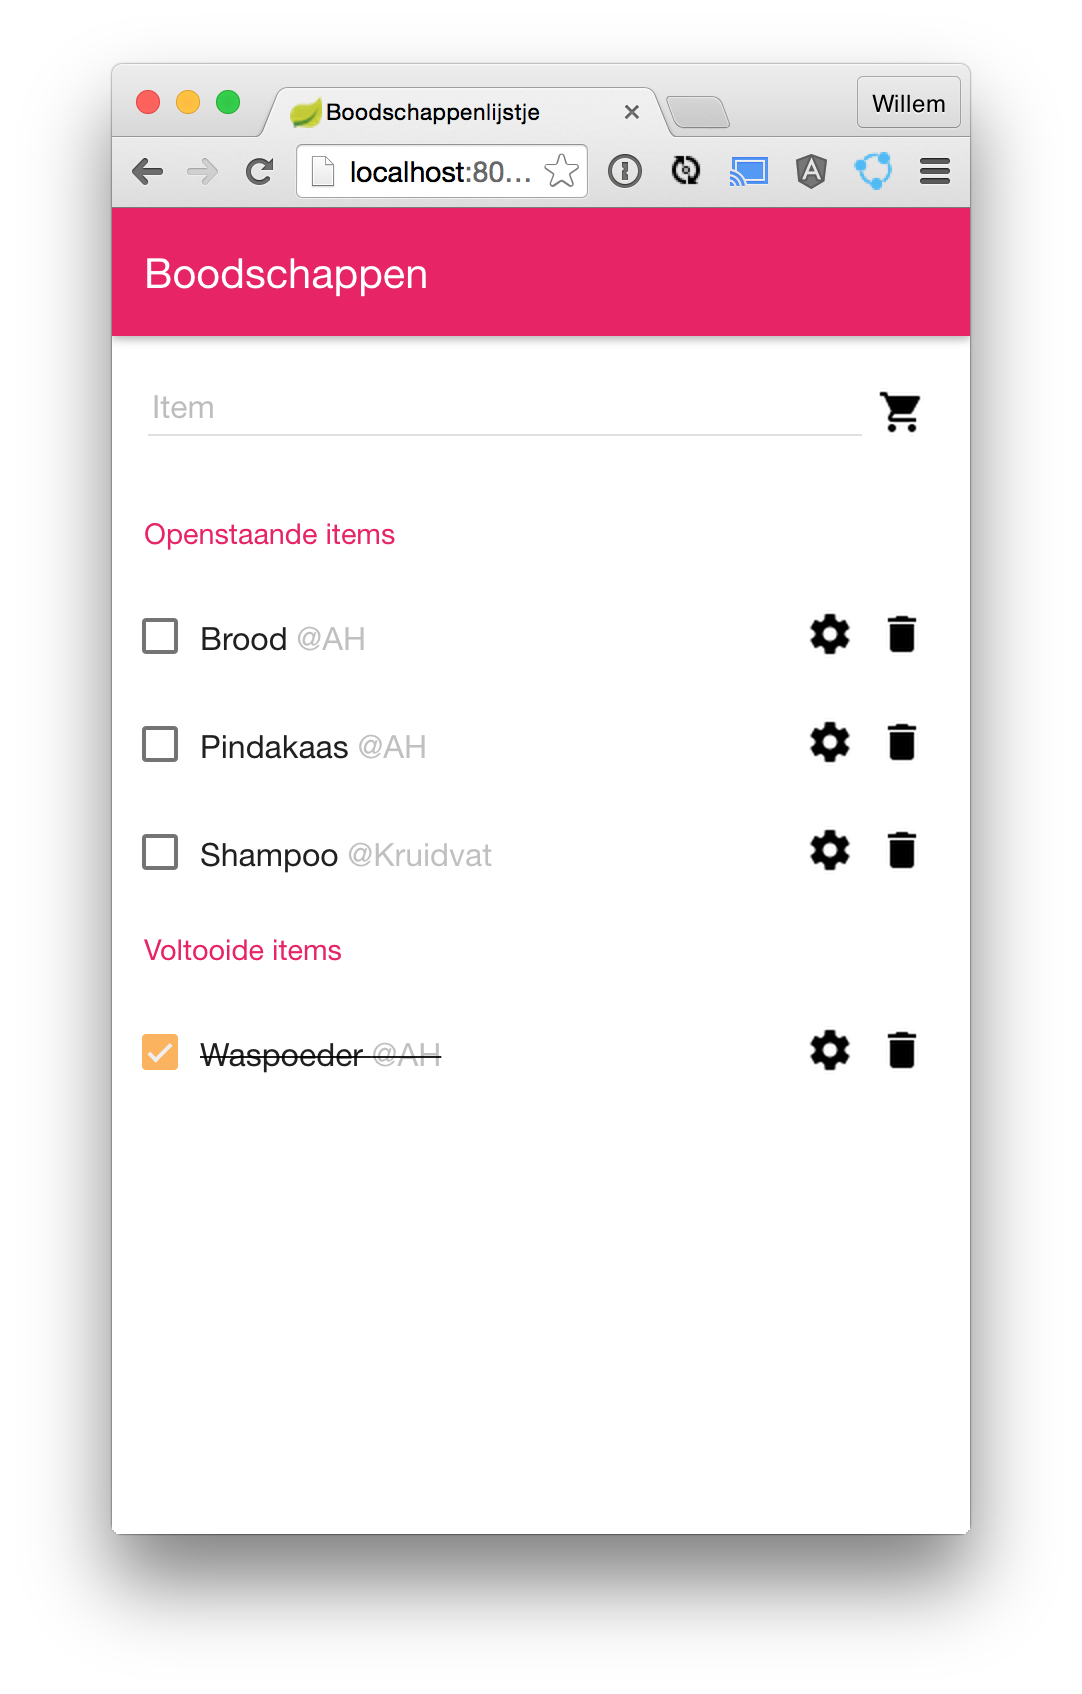 Boodschappenlijstje
Willem
localhost:80...
Boodschappen
Item
Openstaande items
Brood @AH
Pindakaas @AH
Shampoo @Kruidvat
Voltooide items
Waspoeder @AH